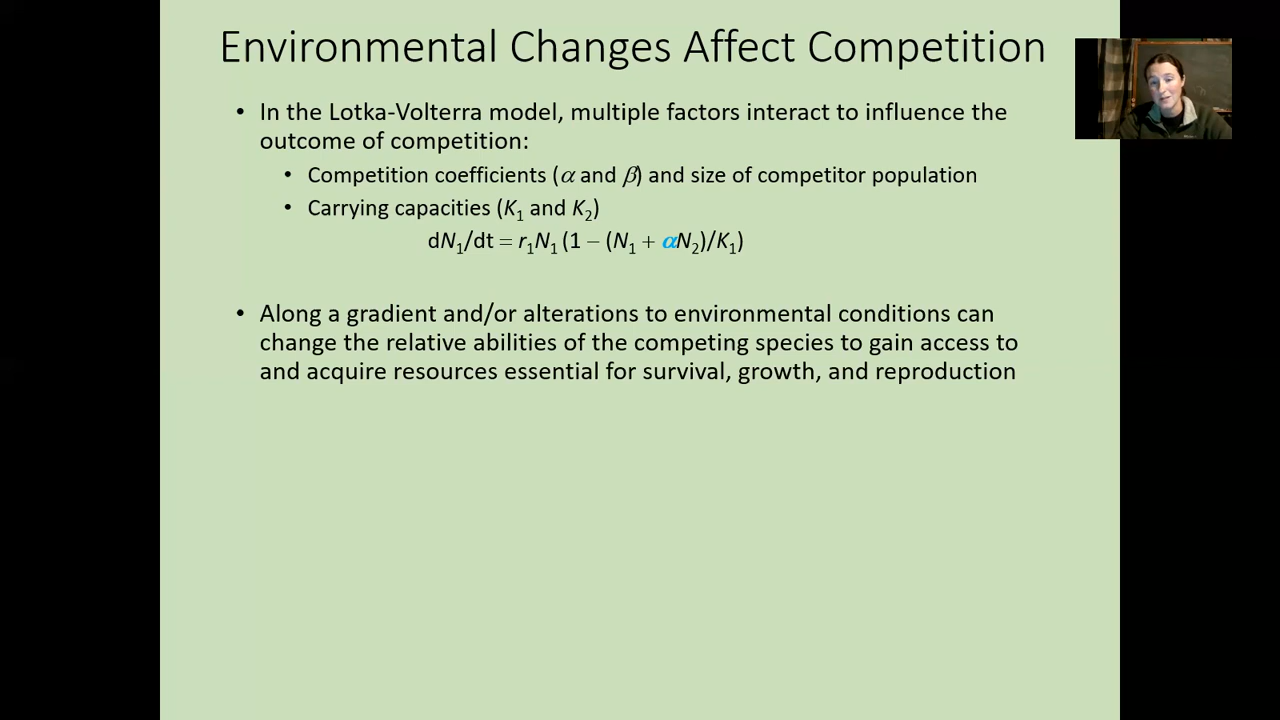 Environmental Changes Affect Competition
• In the Lotka-Volterra model, multiple factors interact to influence the
outcome of competition:
• Competition coefficients (α and β) and size of competitor population
• Carrying capacities (K₁ and K₂)
dN₁/dt = r₁N₁ (1 – (N₁ + αN₂)/K₁)
• Along a gradient and/or alterations to environmental conditions can
change the relative abilities of the competing species to gain access to
and acquire resources essential for survival, growth, and reproduction